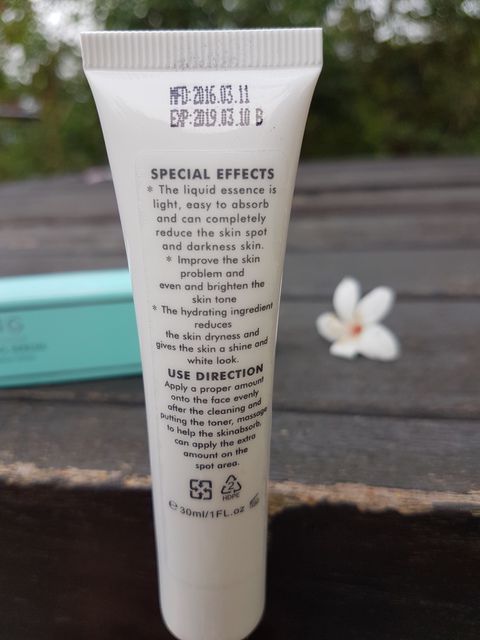 MFD:2016.03.11
EXP:2019.03.10 B
SPECIAL EFFECTS
* The liquid essence is
light, easy to absorb
and can completely
reduce the skin spot
and darkness skin.
* Improve the skin
problem and
even and brighten the
skin tone
* The hydrating ingredient
reduces
the skin dryness and
gives the skin a shine and
white look.
USE DIRECTION
Apply a proper amount
onto the face evenly
after the cleaning and
putting the toner, massage
to help the skinabsorb,
can apply the extra
amount on the
spot area.
2
HDPE
℮30ml/1FL.oz
NG